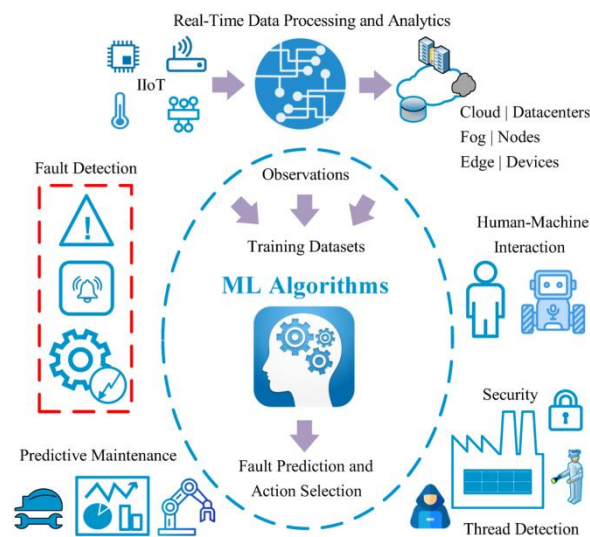 Real-Time Data Processing and Analytics
IIoT
Cloud | Datacenters
Fog | Nodes
Edge | Devices
Fault Detection
Observations
Training Datasets
ML Algorithms
Human-Machine
Interaction
Security
Predictive Maintenance
Fault Prediction and
Action Selection
Thread Detection